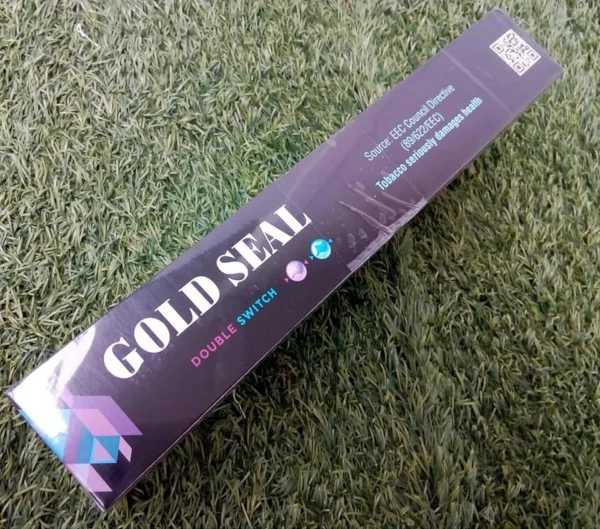 GOLD SEAL
DOUBLE SWITCH
Source: EEC Council Directive
(89/622/EEC)
Tobacco seriously damages health